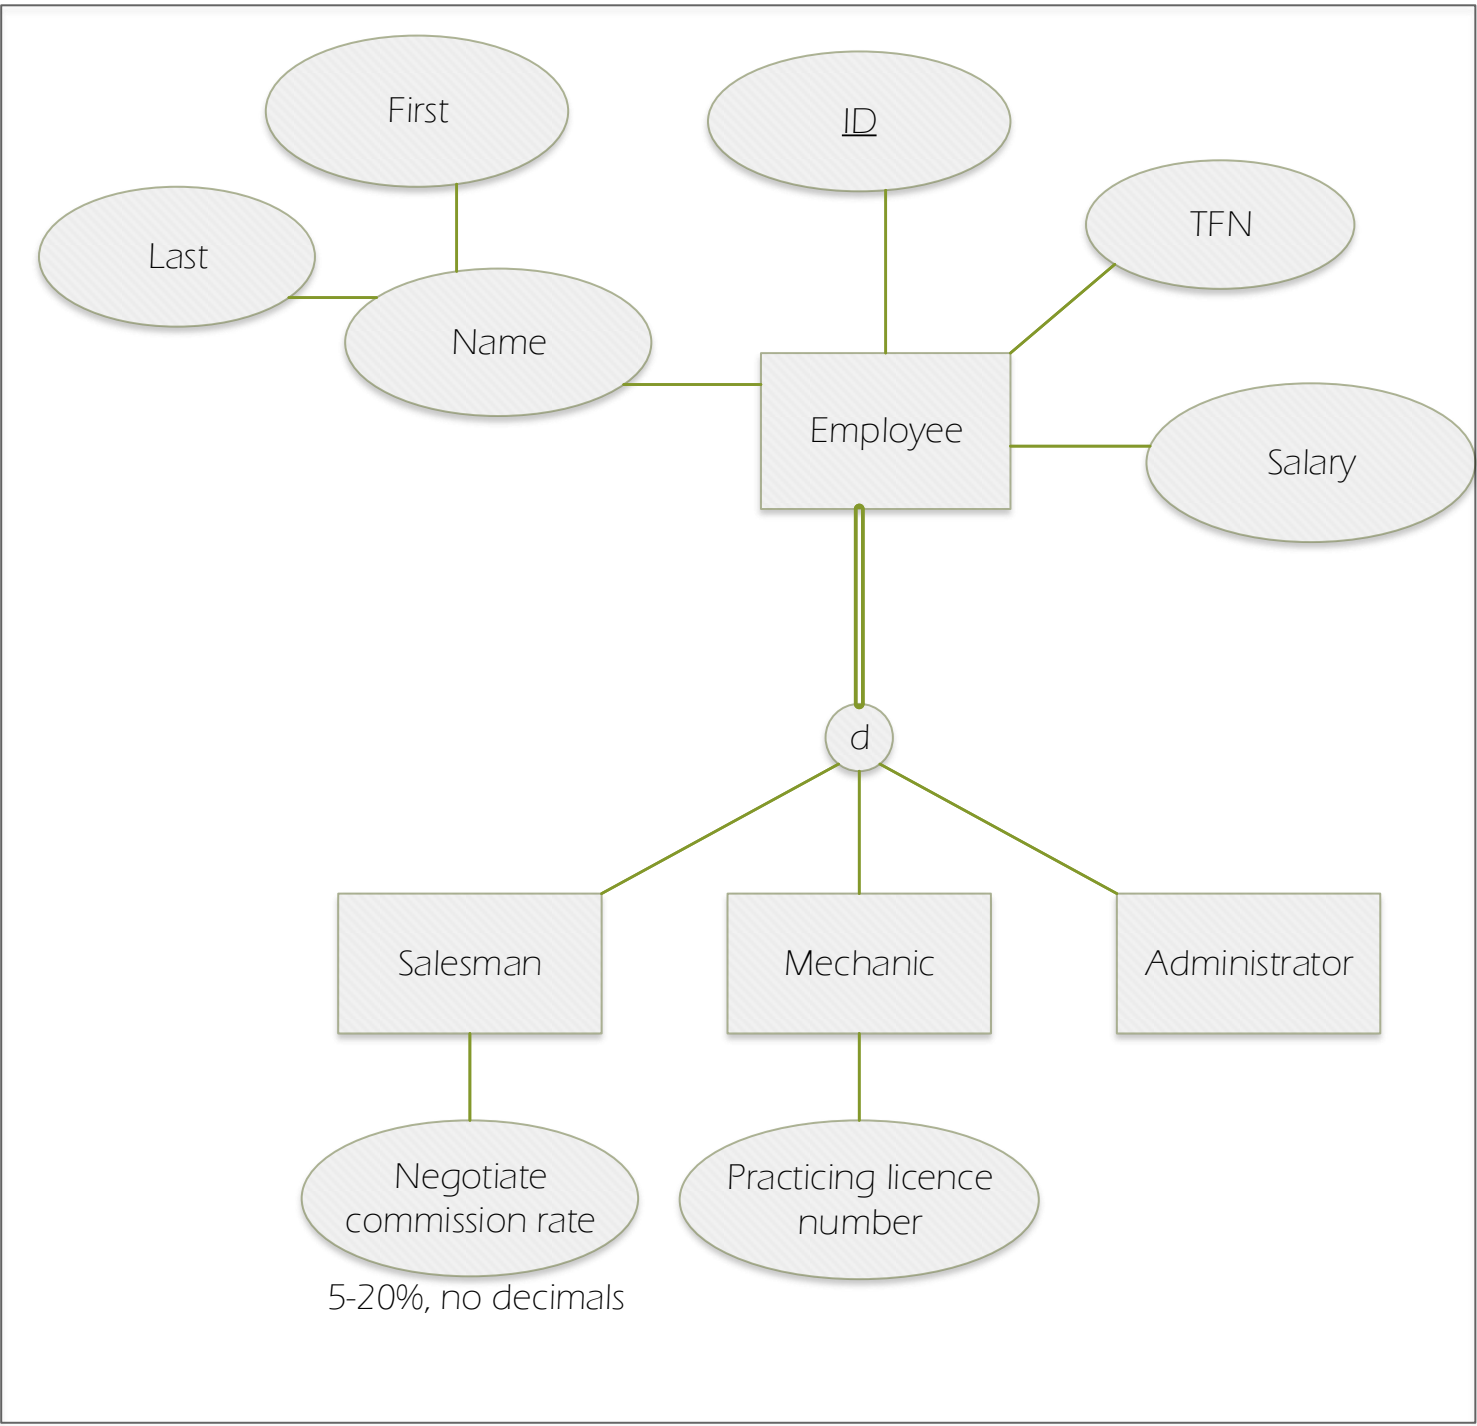 First
ID
TFN
Last
Name
Employee
Salary
d
Salesman
Mechanic
Administrator
Negotiate
commission rate
Practicing licence
number
5-20%, no decimals